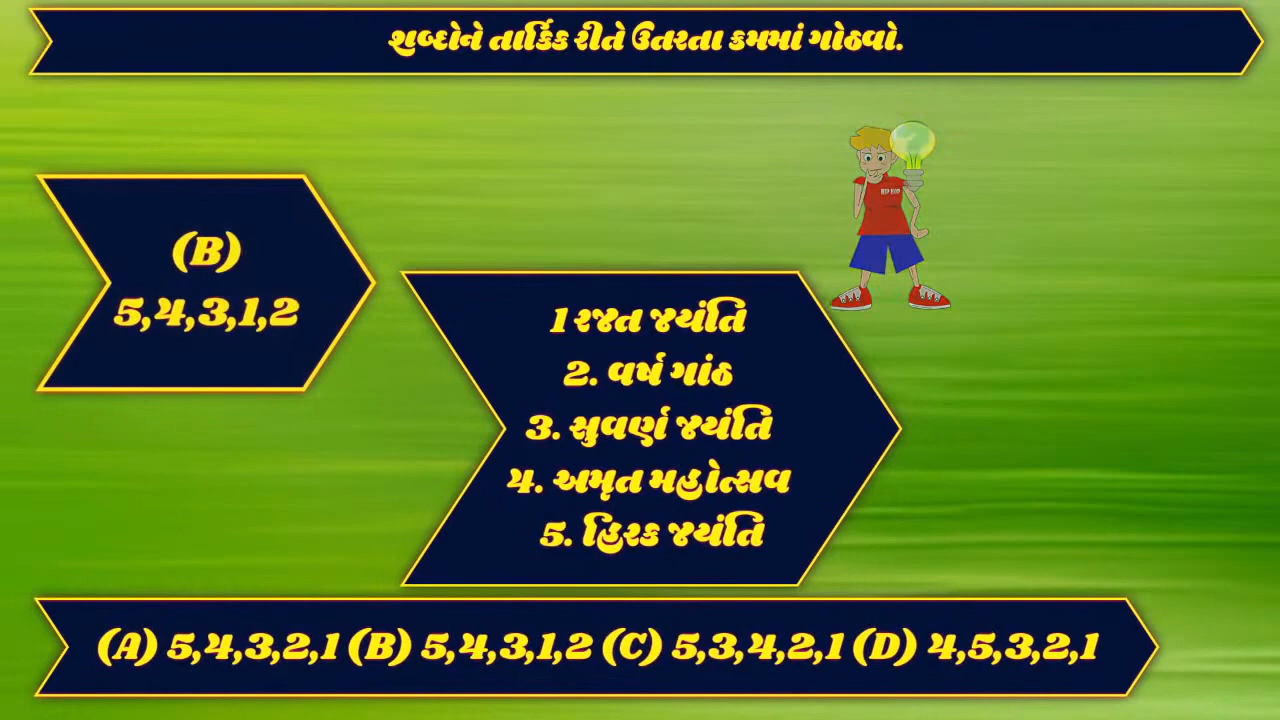 શબ્દોને તાર્કિક રીતે ઉતરતા ક્રમમાં ગોઠવો.
(B)
5,4,3,1,2
1 રજત જયંતિ
2. વર્ષ ગાંઠ
3. સુવર્ણ જયંતિ
4. અમૃત મહોત્સવ
5. હિરક જયંતિ
(A) 5,4,3,2,1 (B) 5,4,3,1,2 (C) 5,3,4,2,1 (D) 4,5,3,2,1